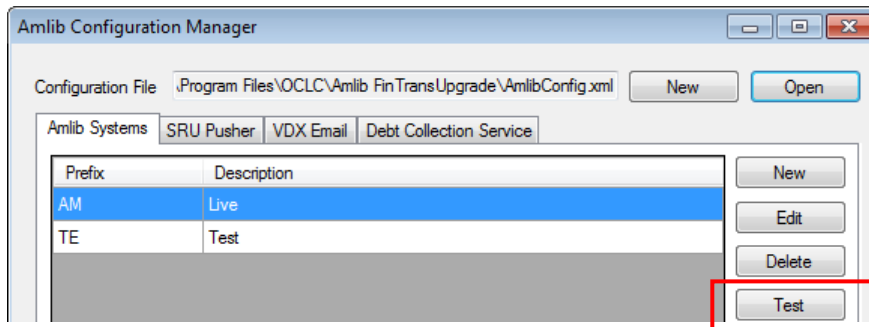 Amlib Configuration Manager
Configuration File .\Program Files\OCLC\Amlib FinTransUpgrade\AmlibConfig.xml New Open
Amlib Systems SRU Pusher VDX Email Debt Collection Service
Prefix Description New
AM Live
Edit
TE Test
Delete
Test